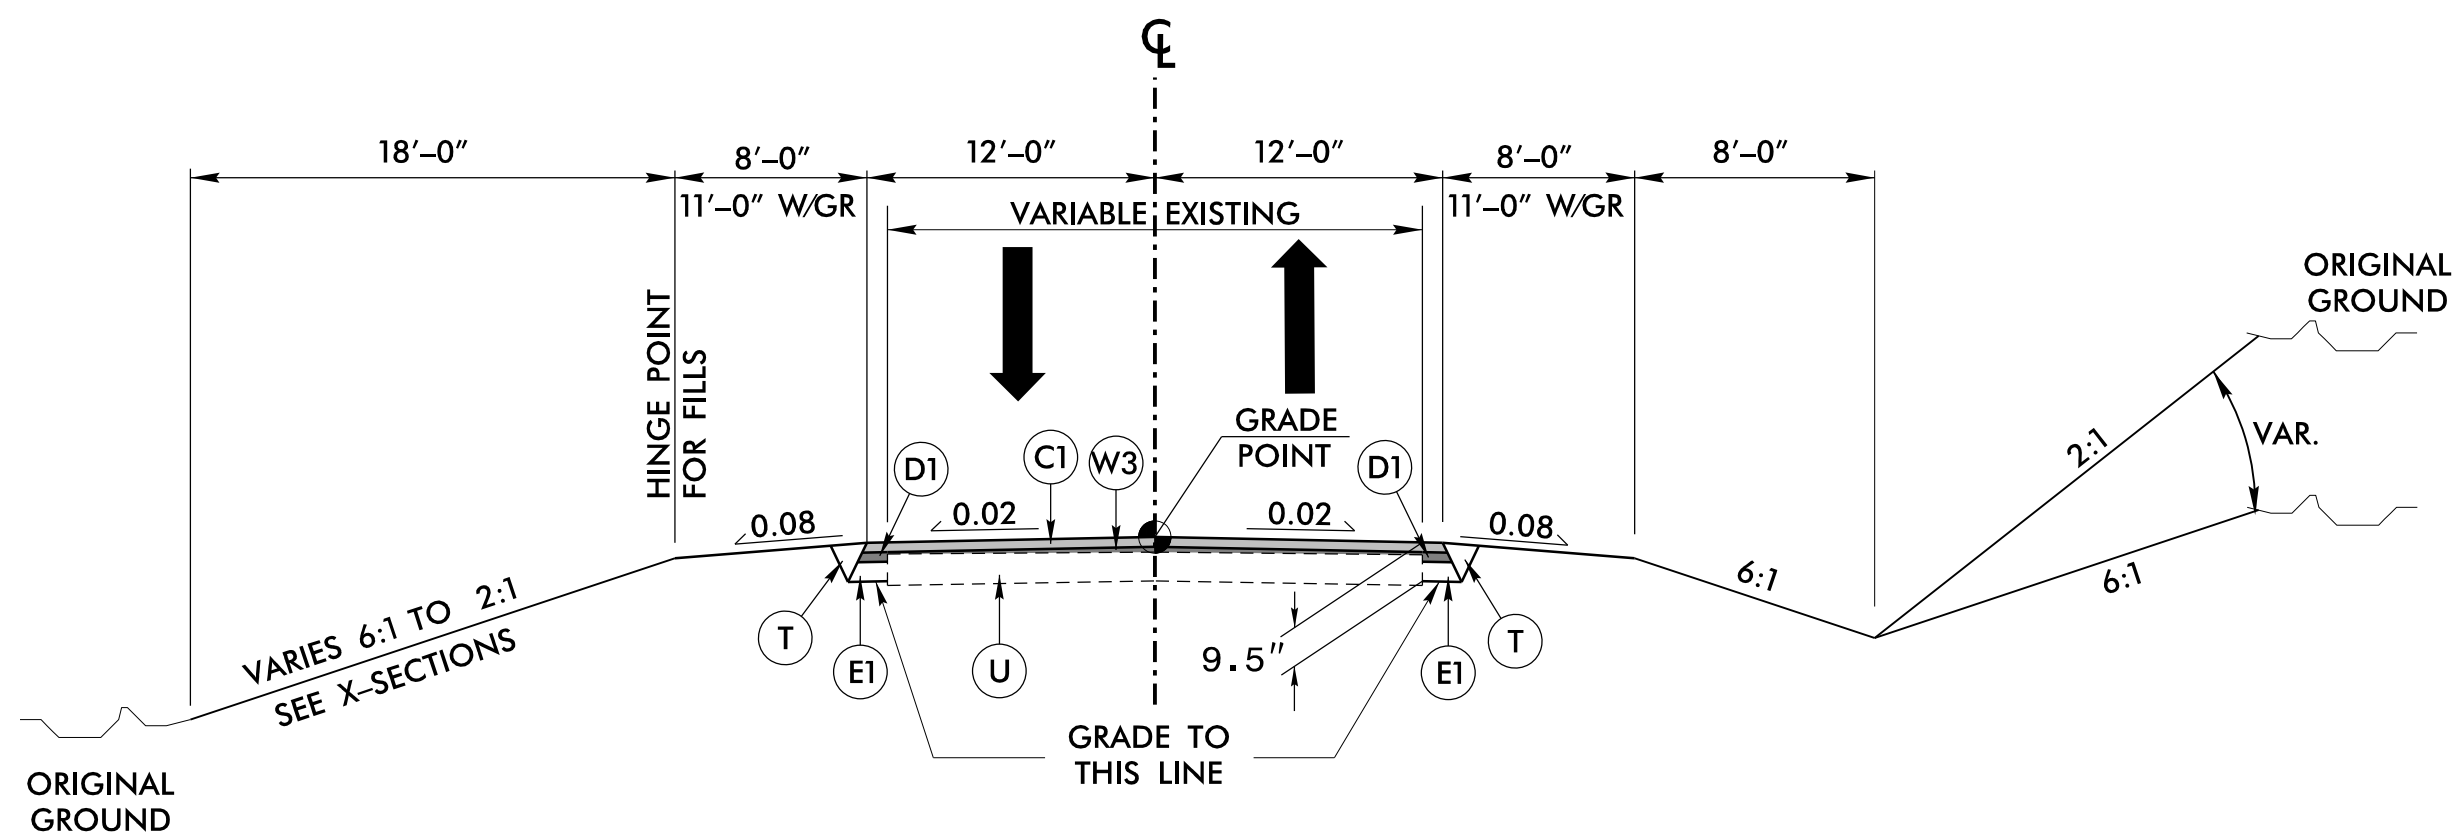 ℄
18'-0"
8'-0"
12'-0"
12'-0"
8'-0"
8'-0"
11'-0" W/GR
11'-0" W/GR
VARIABLE EXISTING
ORIGINAL
GROUND
HINGE POINT
FOR FILLS
GRADE
POINT
2:1
VAR.
D1
C1
W3
D1
0.08
0.02
0.02
0.08
6:1
6:1
VARIES 6:1 TO 2:1
SEE X-SECTIONS
T
E1
U
9.5"
E1
T
GRADE TO
THIS LINE
ORIGINAL
GROUND